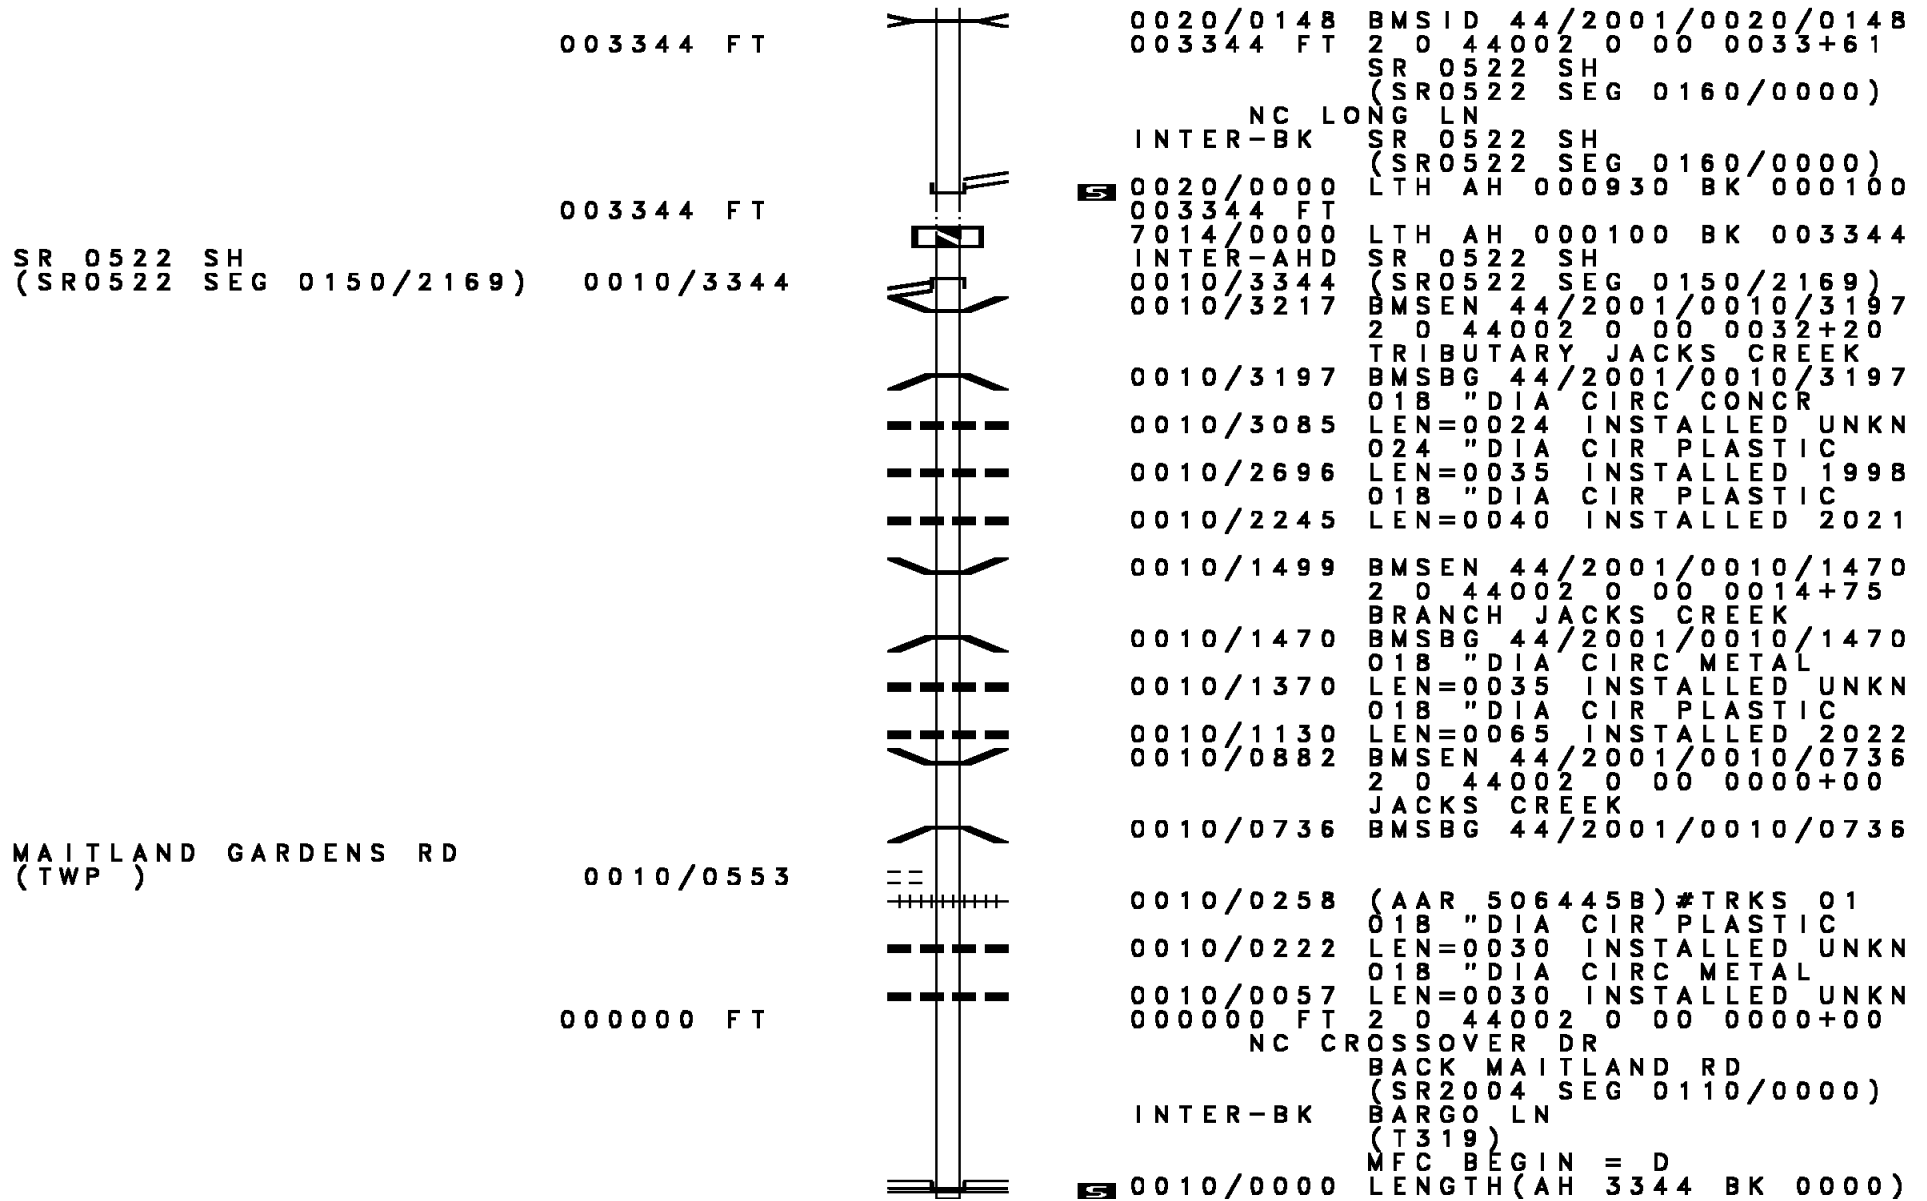 0020/0148 BMSID 44/2001/0020/0148
003344 FT 003344 FT 2 0 44002 0 00 0033+61
SR 0522 SH
(SR0522 SEG 0160/0000)
NC LONG LN
INTER-BK SR 0522 SH
(SR0522 SEG 0160/0000)
S 0020/0000 LTH AH 000930 BK 000100
003344 FT 003344 FT
7014/0000 LTH AH 000100 BK 003344
SR 0522 SH INTER-AHD SR 0522 SH
(SR0522 SEG 0150/2169) 0010/3344 0010/3344 (SR0522 SEG 0150/2169)
0010/3217 BMSEN 44/2001/0010/3197
2 0 44002 0 00 0032+20
TRIBUTARY JACKS CREEK
0010/3197 BMSBG 44/2001/0010/3197
018 "DIA CIRC CONCR
0010/3085 LEN=0024 INSTALLED UNKN
024 "DIA CIR PLASTIC
0010/2696 LEN=0035 INSTALLED 1998
018 "DIA CIR PLASTIC
0010/2245 LEN=0040 INSTALLED 2021
0010/1499 BMSEN 44/2001/0010/1470
2 0 44002 0 00 0014+75
BRANCH JACKS CREEK
0010/1470 BMSBG 44/2001/0010/1470
018 "DIA CIRC METAL
0010/1370 LEN=0035 INSTALLED UNKN
018 "DIA CIR PLASTIC
0010/1130 LEN=0065 INSTALLED 2022
0010/0882 BMSEN 44/2001/0010/0736
2 0 44002 0 00 0000+00
JACKS CREEK
0010/0736 BMSBG 44/2001/0010/0736
MAITLAND GARDENS RD
(TWP ) 0010/0553
0010/0258 (AAR 506445B)#TRKS 01
018 "DIA CIR PLASTIC
0010/0222 LEN=0030 INSTALLED UNKN
018 "DIA CIRC METAL
0010/0057 LEN=0030 INSTALLED UNKN
000000 FT 000000 FT 2 0 44002 0 00 0000+00
NC CROSSOVER DR
BACK MAITLAND RD
(SR2004 SEG 0110/0000)
INTER-BK BARGO LN
(T319)
MFC BEGIN = D
S 0010/0000 LENGTH(AH 3344 BK 0000)